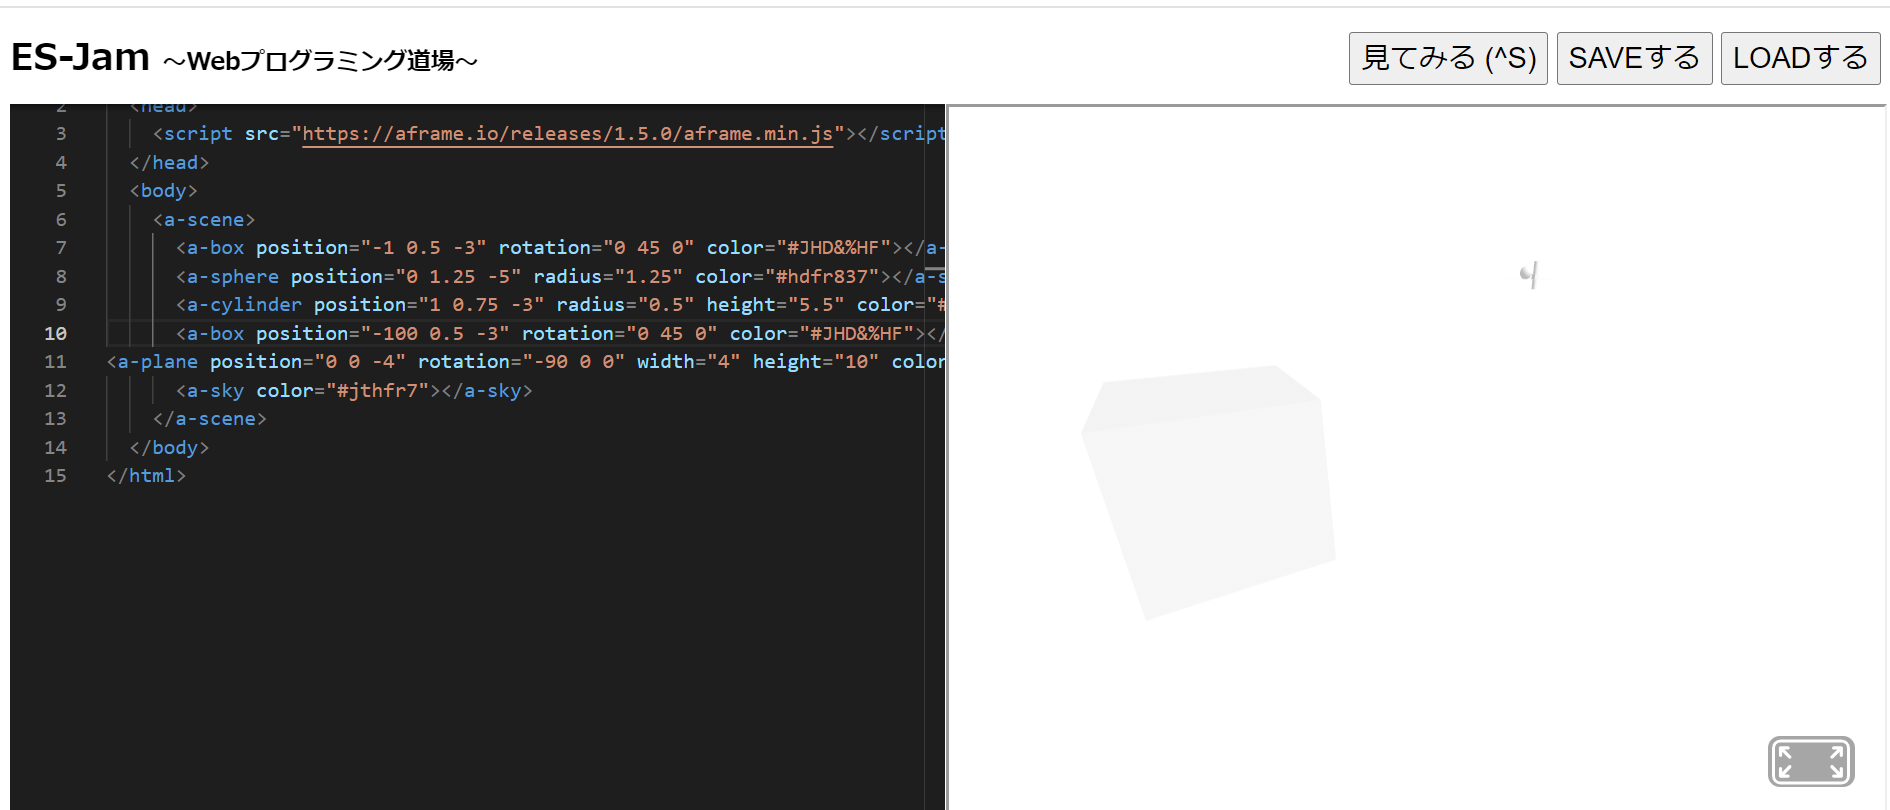 ES-Jam ～Webプログラミング道場～
見てみる (^S) SAVEする LOADする
2 <head>
3 <script src="https://aframe.io/releases/1.5.0/aframe.min.js"></script
4 </head>
5 <body>
6 <a-scene>
7 <a-box position="-1 0.5 -3" rotation="0 45 0" color="#JHD&%HF"></a-
8 <a-sphere position="0 1.25 -5" radius="1.25" color="#hdfr837"></a-s
9 <a-cylinder position="1 0.75 -3" radius="0.5" height="5.5" color="#
10 <a-box position="-100 0.5 -3" rotation="0 45 0" color="#JHD&%HF"></
11 <a-plane position="0 0 -4" rotation="-90 0 0" width="4" height="10" color
12 <a-sky color="#jthfr7"></a-sky>
13 </a-scene>
14 </body>
15 </html>